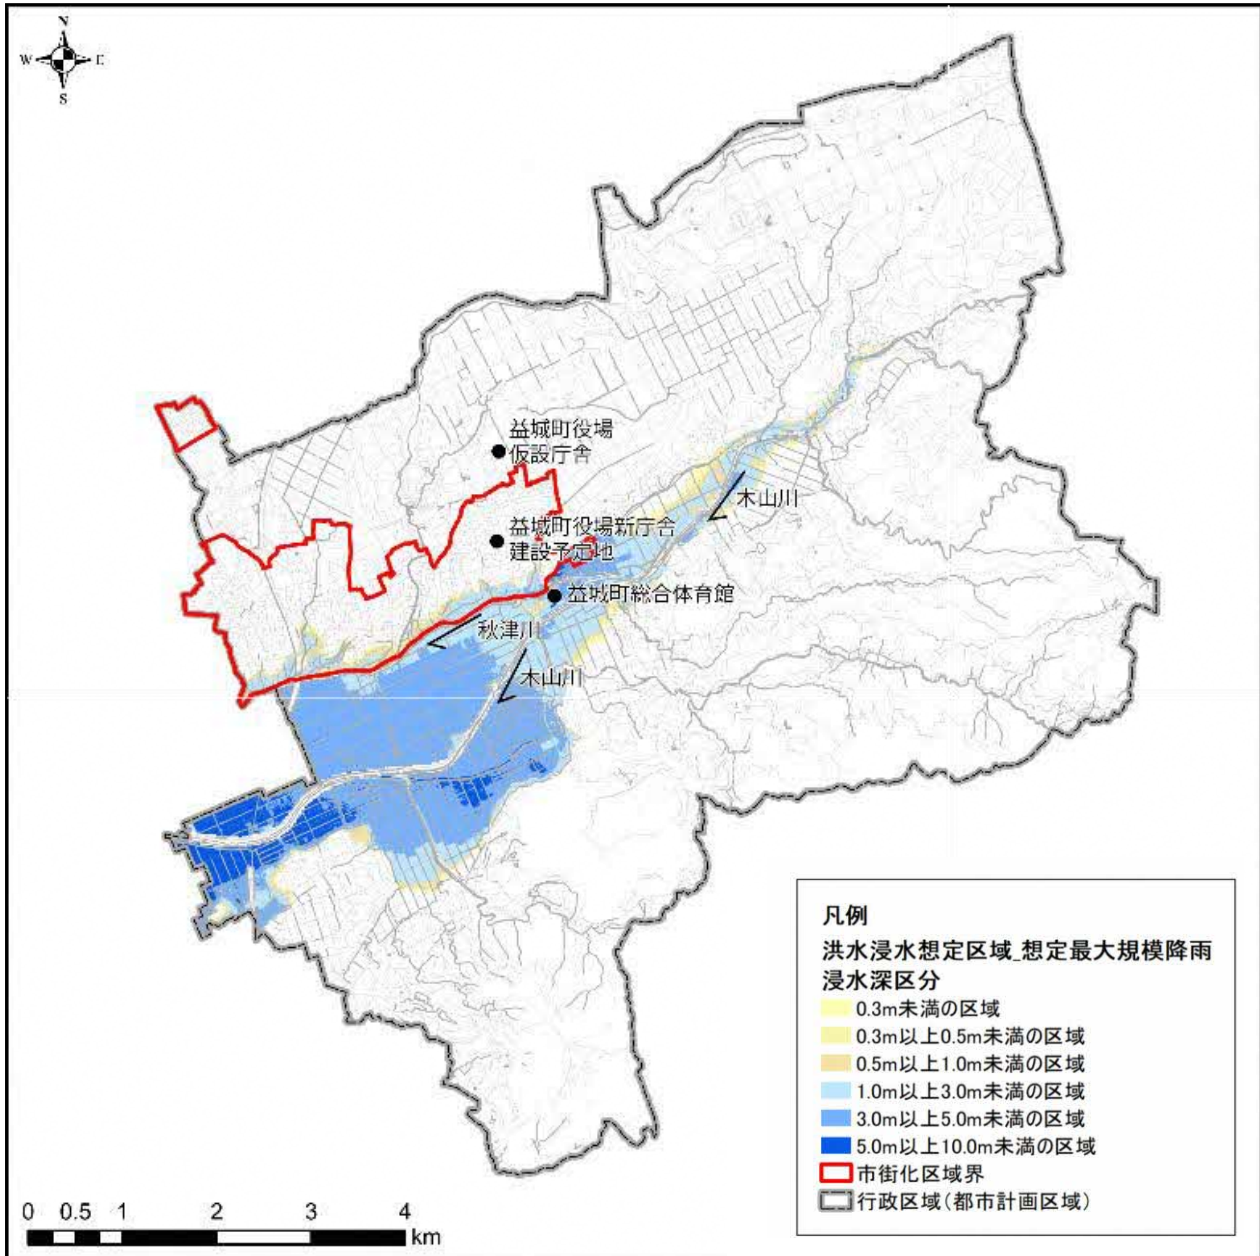 N
W E
S
益城町役場
仮設庁舎
木山川
益城町役場新庁舎
建設予定地
益城町総合体育館
秋津川
木山川
凡例
洪水浸水想定区域_想定最大規模降雨
浸水深区分
0.3m未満の区域
0.3m以上0.5m未満の区域
0.5m以上1.0m未満の区域
1.0m以上3.0m未満の区域
3.0m以上5.0m未満の区域
5.0m以上10.0m未満の区域
市街化区域界
行政区域(都市計画区域)
0 0.5 1 2 3 4
km